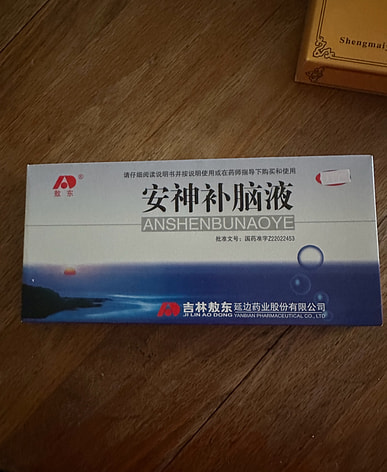 Shengmai
敖东
请仔细阅读说明书并按说明使用或在药师指导下购买和使用
安神补脑液
ANSHENBUNAOYE
批准文号：国药准字Z22022453
吉林敖东 延边药业股份有限公司
JI LIN AO DONG YANBIAN PHARMACEUTICAL CO., LTD.